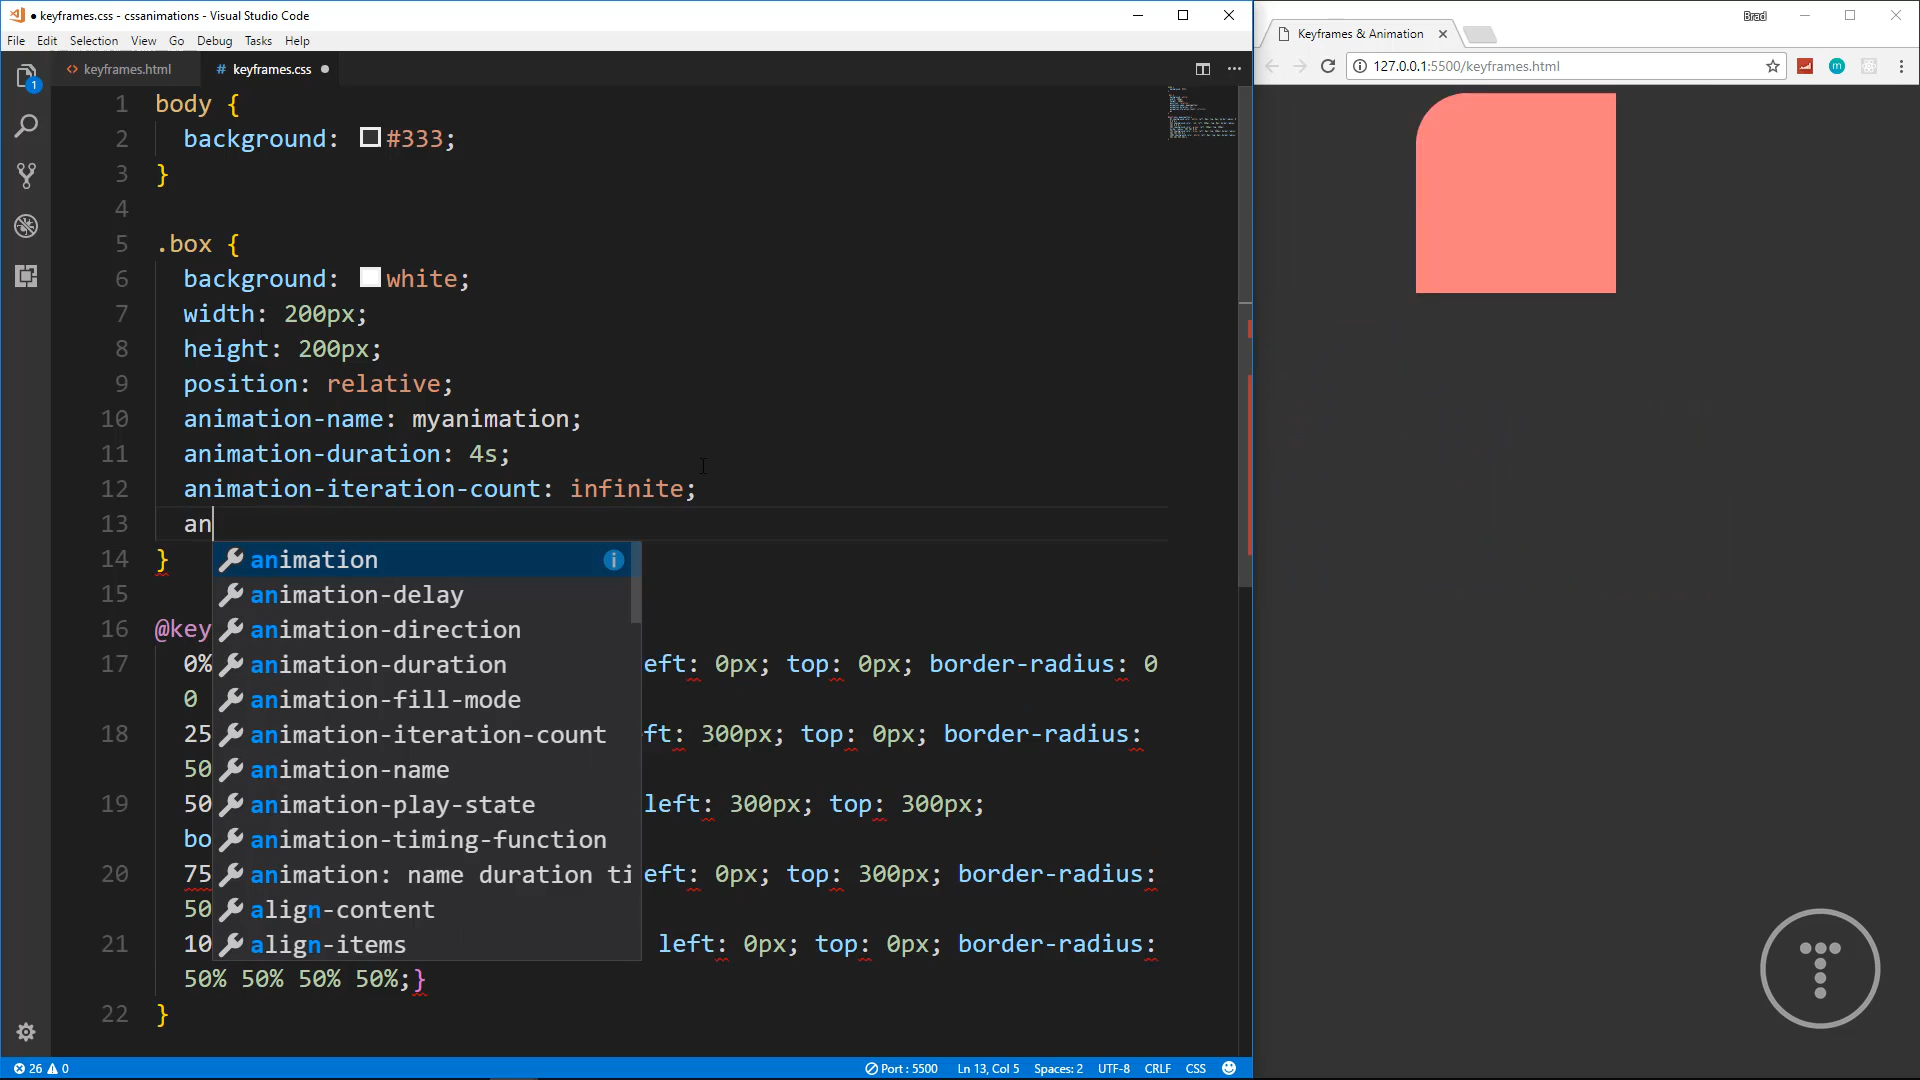 ● keyframes.css - cssanimations - Visual Studio Code
Brad
File Edit Selection View Go Debug Tasks Help
Keyframes & Animation
127.0.0.1:5500/keyframes.html
<> keyframes.html
# keyframes.css ●
1
1 body {
2 background: #333;
3 }
4
5 .box {
6 background: white;
7 width: 200px;
8 height: 200px;
9 position: relative;
10 animation-name: myanimation;
11 animation-duration: 4s;
12 animation-iteration-count: infinite;
13 an
14 }
animation
15
animation-delay
16 @key
animation-direction
17 0% eft: 0px; top: 0px; border-radius: 0
animation-duration
0
animation-fill-mode
18 25 ft: 300px; top: 0px; border-radius:
animation-iteration-count
50
animation-name
19 50 left: 300px; top: 300px;
animation-play-state
bo
animation-timing-function
20 75 eft: 0px; top: 300px; border-radius:
animation: name duration ti
50
align-content
21 10 left: 0px; top: 0px; border-radius:
align-items
50% 50% 50% 50%;}
22 }
26 0 Port : 5500 Ln 13, Col 5 Spaces: 2 UTF-8 CRLF CSS